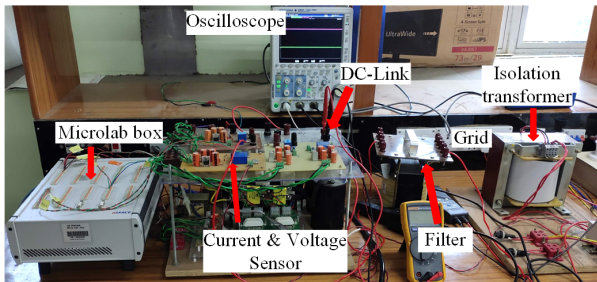 Oscilloscope
UltraWide
DC-Link
Isolation
transformer
Microlab box
Grid
Current & Voltage
Sensor
Filter